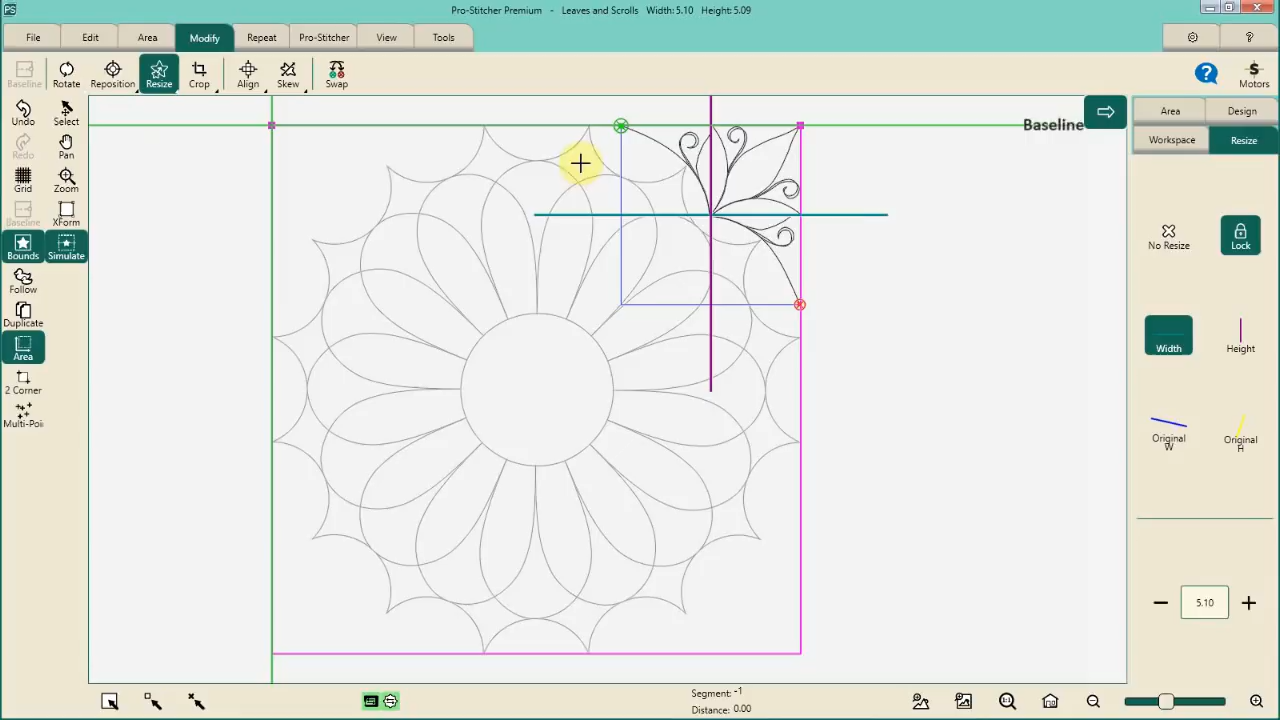 PS
Pro-Stitcher Premium - Leaves and Scrolls Width: 5.10 Height: 5.09
File Edit Area Modify Repeat Pro-Stitcher View Tools
?
Baseline Rotate Reposition Resize Crop Align Skew Swap
? S Motors
Undo Select
Redo Pan
Grid Zoom
Baseline XForm
Bounds Simulate
Follow
Duplicate
Area
2 Corner
Multi-Poi
Baseline
Area Design
Workspace Resize
No Resize Lock
Width Height
Original W Original H
5.10
Segment: -1
Distance: 0.00
1:1